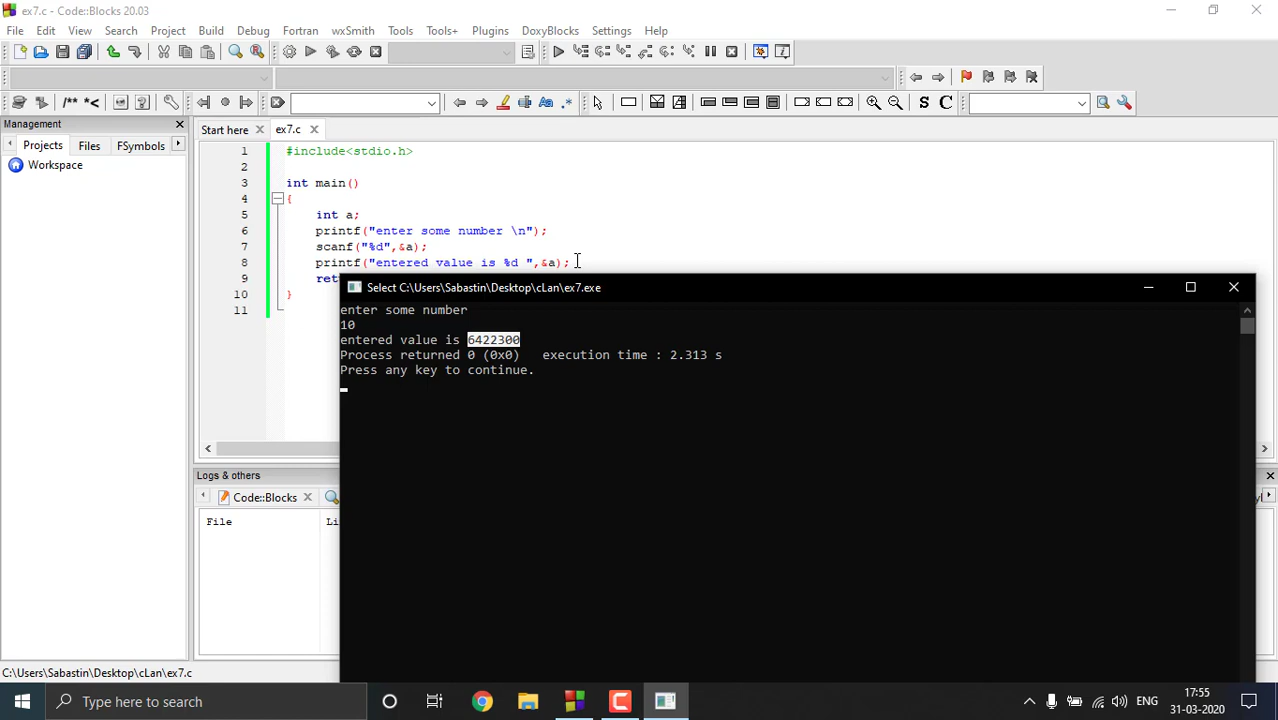 ex7.c - Code::Blocks 20.03
File Edit View Search Project Build Debug Fortran wxSmith Tools Tools+ Plugins DoxyBlocks Settings Help
/** *<
S C
Management
Projects Files FSymbols
Workspace
Start here ex7.c
1 #include<stdio.h>
2
3 int main()
4 {
5 int a;
6 printf("enter some number \n");
7 scanf("%d",&a);
8 printf("entered value is %d ",&a);
9 ret
10 }
11
Select C:\Users\Sabastin\Desktop\cLan\ex7.exe
enter some number
10
entered value is 6422300
Process returned 0 (0x0) execution time : 2.313 s
Press any key to continue.
Logs & others
Code::Blocks
File Li
C:\Users\Sabastin\Desktop\cLan\ex7.c
Type here to search
ENG
17:55
31-03-2020